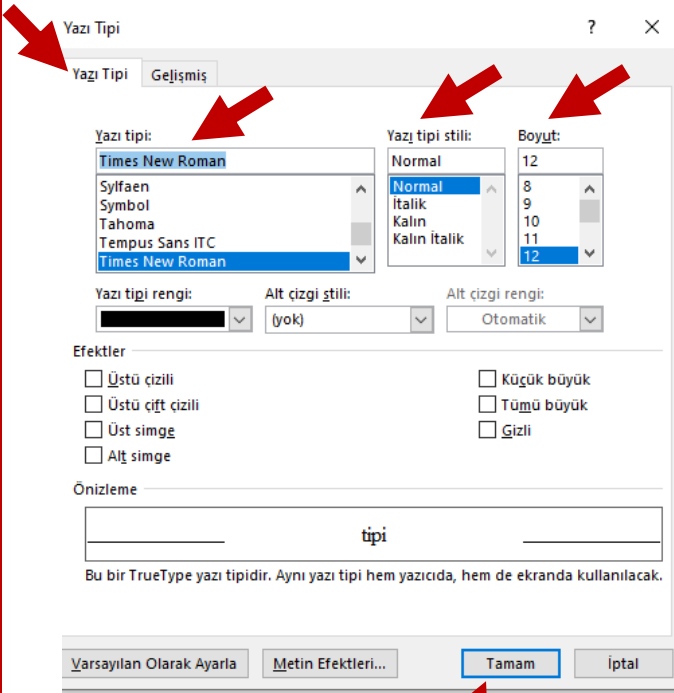 Yazı Tipi ?
Yazı Tipi Gelişmiş
Yazı tipi: Yazı tipi stili: Boyut:
Times New Roman Normal 12
Sylfaen Normal 8
Symbol İtalik 9
Tahoma Kalın 10
Tempus Sans ITC Kalın İtalik 11
Times New Roman 12
Yazı tipi rengi: Alt çizgi stili: Alt çizgi rengi:
(yok) Otomatik
Efektler
Üstü çizili Küçük büyük
Üstü çift çizili Tümü büyük
Üst simge Gizli
Alt simge
Önizleme
tipi
Bu bir TrueType yazı tipidir. Aynı yazı tipi hem yazıcıda, hem de ekranda kullanılacak.
Varsayılan Olarak Ayarla Metin Efektleri... Tamam İptal